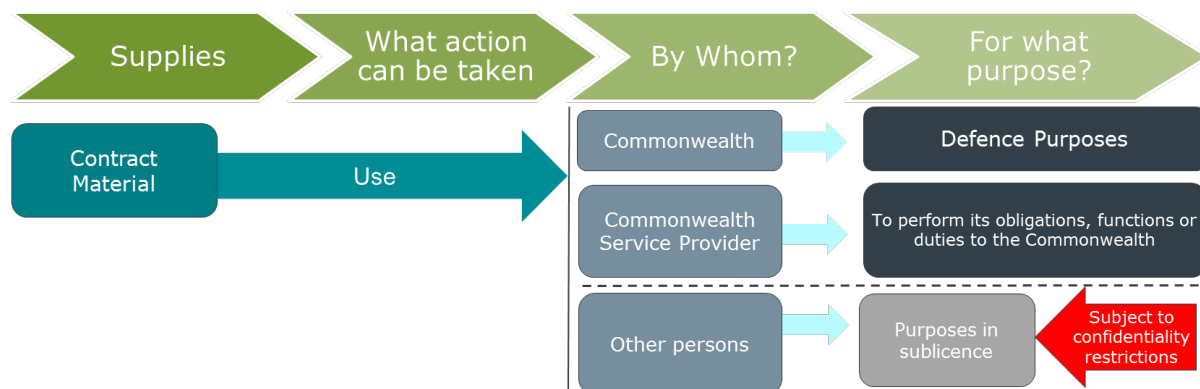 Supplies
What action
can be taken
By Whom?
For what
purpose?
Contract
Material
Use
Commonwealth
Defence Purposes
Commonwealth
Service Provider
To perform its obligations, functions or
duties to the Commonwealth
Other persons
Purposes in
sublicence
Subject to
confidentiality
restrictions